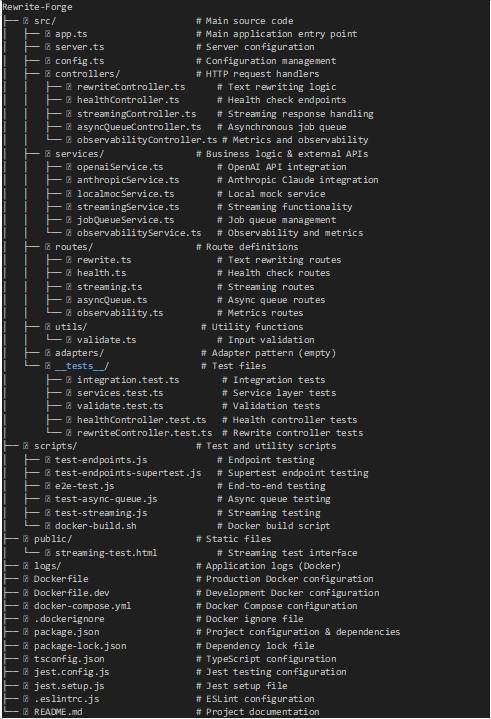 Rewrite-Forge
├── src/ # Main source code
│ ├── app.ts # Main application entry point
│ ├── server.ts # Server configuration
│ ├── config.ts # Configuration management
│ ├── controllers/ # HTTP request handlers
│ │ ├── rewriteController.ts # Text rewriting logic
│ │ ├── healthController.ts # Health check endpoints
│ │ ├── streamingController.ts # Streaming response handling
│ │ ├── asyncQueueController.ts # Asynchronous job queue
│ │ └── observabilityController.ts # Metrics and observability
│ ├── services/ # Business logic & external APIs
│ │ ├── openaiService.ts # OpenAI API integration
│ │ ├── anthropicService.ts # Anthropic Claude integration
│ │ ├── localmocService.ts # Local mock service
│ │ ├── streamingService.ts # Streaming functionality
│ │ ├── jobQueueService.ts # Job queue management
│ │ └── observabilityService.ts # Observability and metrics
│ ├── routes/ # Route definitions
│ │ ├── rewrite.ts # Text rewriting routes
│ │ ├── health.ts # Health check routes
│ │ ├── streaming.ts # Streaming routes
│ │ ├── asyncQueue.ts # Async queue routes
│ │ └── observability.ts # Metrics routes
│ ├── utils/ # Utility functions
│ │ └── validate.ts # Input validation
│ ├── adapters/ # Adapter pattern (empty)
│ └── __tests__/ # Test files
│ ├── integration.test.ts # Integration tests
│ ├── services.test.ts # Service layer tests
│ ├── validate.test.ts # Validation tests
│ ├── healthController.test.ts # Health controller tests
│ └── rewriteController.test.ts # Rewrite controller tests
├── scripts/ # Test and utility scripts
│ ├── test-endpoints.js # Endpoint testing
│ ├── test-endpoints-supertest.js # Supertest endpoint testing
│ ├── e2e-test.js # End-to-end testing
│ ├── test-async-queue.js # Async queue testing
│ ├── test-streaming.js # Streaming testing
│ └── docker-build.sh # Docker build script
├── public/ # Static files
│ └── streaming-test.html # Streaming test interface
├── logs/ # Application logs (Docker)
├── Dockerfile # Production Docker configuration
├── Dockerfile.dev # Development Docker configuration
├── docker-compose.yml # Docker Compose configuration
├── .dockerignore # Docker ignore file
├── package.json # Project configuration & dependencies
├── package-lock.json # Dependency lock file
├── tsconfig.json # TypeScript configuration
├── jest.config.js # Jest testing configuration
├── jest.setup.js # Jest setup file
├── .eslintrc.js # ESLint configuration
└── README.md # Project documentation